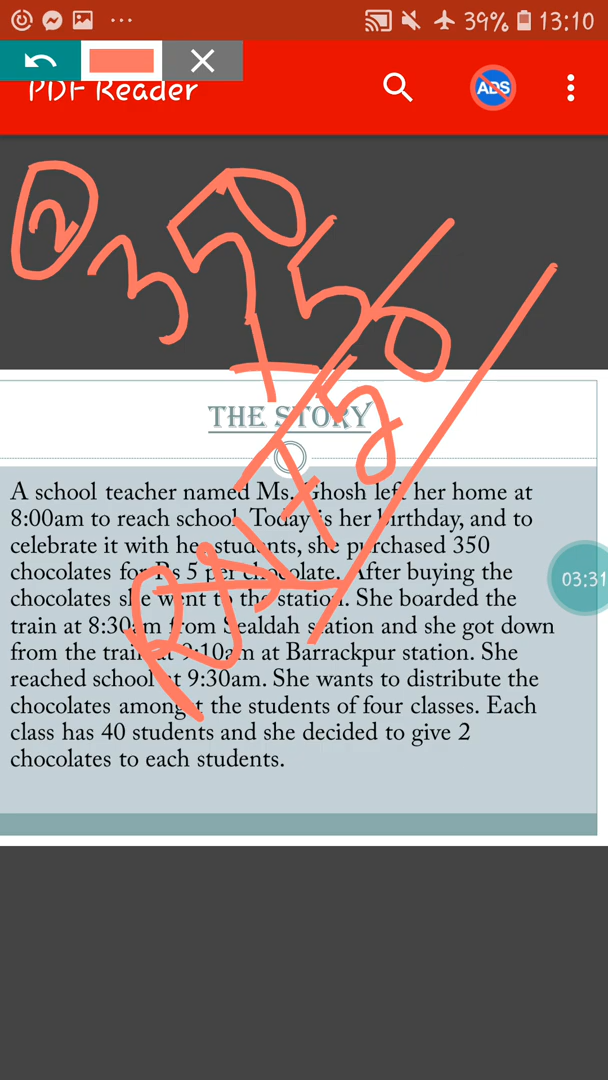 39% 13:10
PDF Reader ADS
2
350
× 5
1750
Rs 1750
THE STORY
A school teacher named Ms. Ghosh left her home at
8:00am to reach school. Today is her birthday, and to
celebrate it with her students, she purchased 350
chocolates for Rs 5 per chocolate. After buying the
chocolates she went to the station. She boarded the
train at 8:30am from Sealdah station and she got down
from the train at 9:10am at Barrackpur station. She
reached school at 9:30am. She wants to distribute the
chocolates amongst the students of four classes. Each
class has 40 students and she decided to give 2
chocolates to each students.
03:31